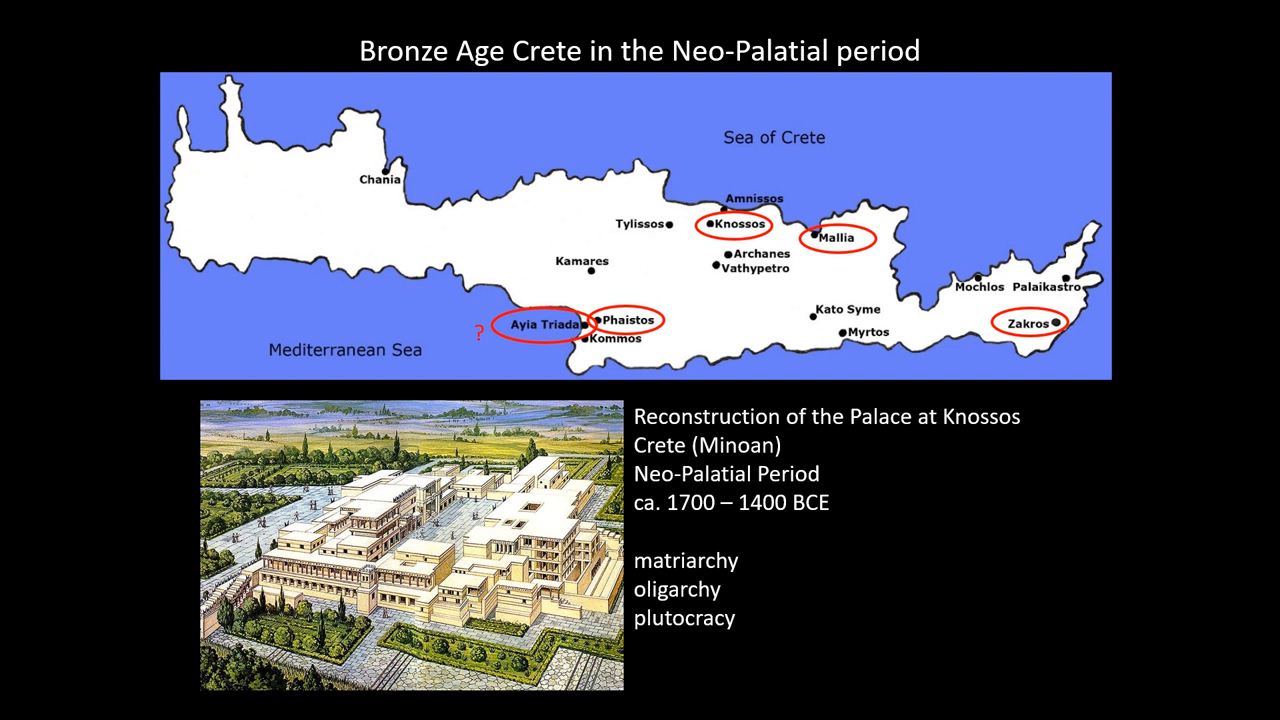 Bronze Age Crete in the Neo-Palatial period
Sea of Crete
Chania
Amnissos
Tylissos
Knossos
Mallia
Archanes
Vathypetro
Kamares
Mochlos
Palaikastro
Kato Syme
Ayia Triada
Phaistos
Zakros
?
Myrtos
Kommos
Mediterranean Sea
Reconstruction of the Palace at Knossos
Crete (Minoan)
Neo-Palatial Period
ca. 1700 – 1400 BCE
matriarchy
oligarchy
plutocracy